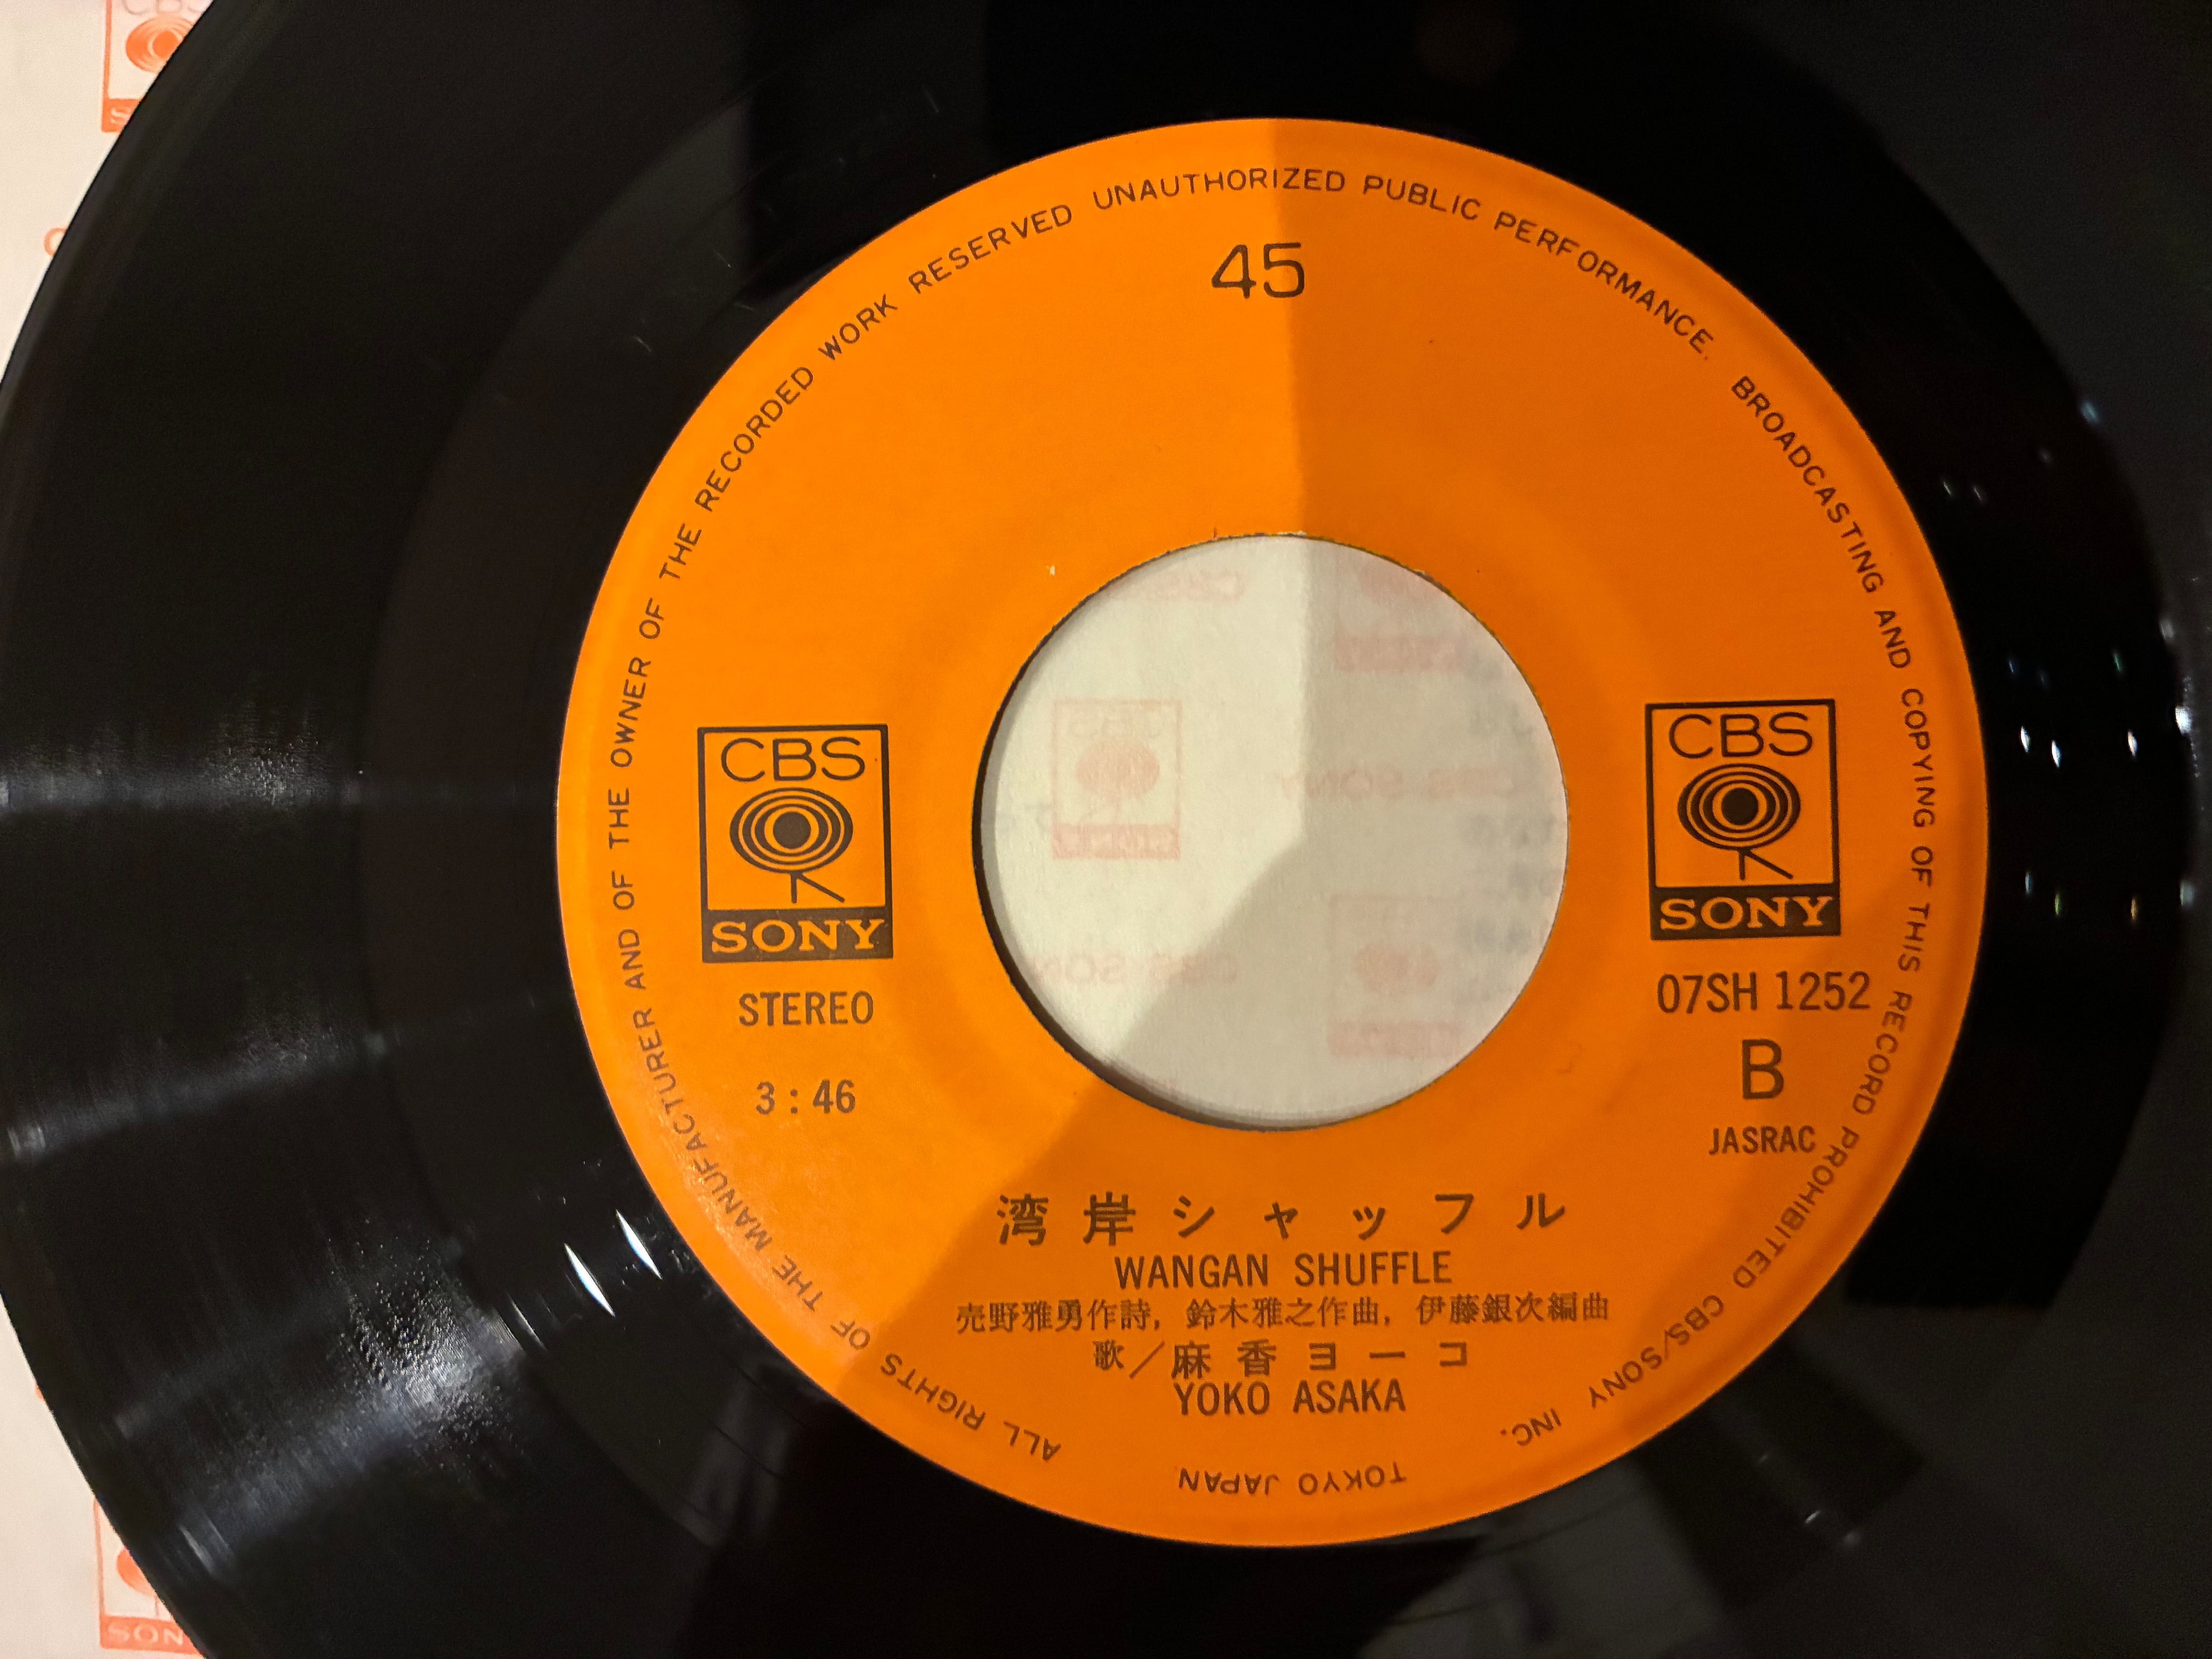 ALL RIGHTS OF THE MANUFACTURER AND OF THE OWNER OF THE RECORDED WORK RESERVED UNAUTHORIZED PUBLIC PERFORMANCE. BROADCASTING AND COPYING OF THIS RECORD PROHIBITED CBS/SONY INC.
TOKYO JAPAN
45
CBS
SONY
STEREO
3:46
CBS
SONY
07SH 1252
B
JASRAC
湾岸シャッフル
WANGAN SHUFFLE
売野雅勇作詩, 鈴木雅之作曲, 伊藤銀次編曲
歌/麻香ヨーコ
YOKO ASAKA